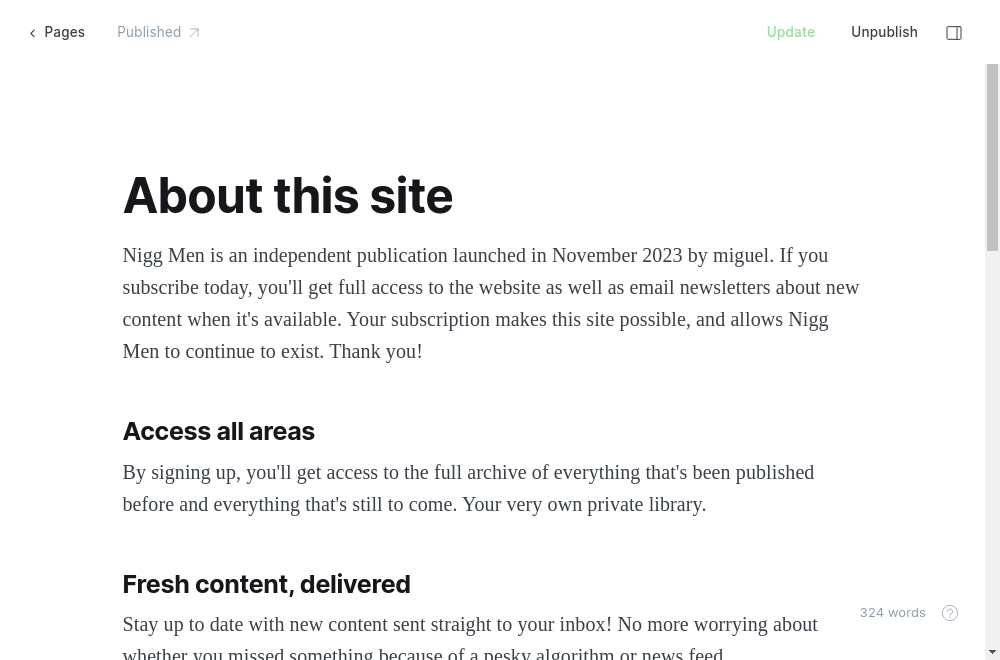 Pages
Published
Update
Unpublish
About this site
Nigg Men is an independent publication launched in November 2023 by miguel. If you
subscribe today, you'll get full access to the website as well as email newsletters about new
content when it's available. Your subscription makes this site possible, and allows Nigg
Men to continue to exist. Thank you!
Access all areas
By signing up, you'll get access to the full archive of everything that's been published
before and everything that's still to come. Your very own private library.
Fresh content, delivered
324 words
Stay up to date with new content sent straight to your inbox! No more worrying about
whether you missed something because of a pesky algorithm or news feed.